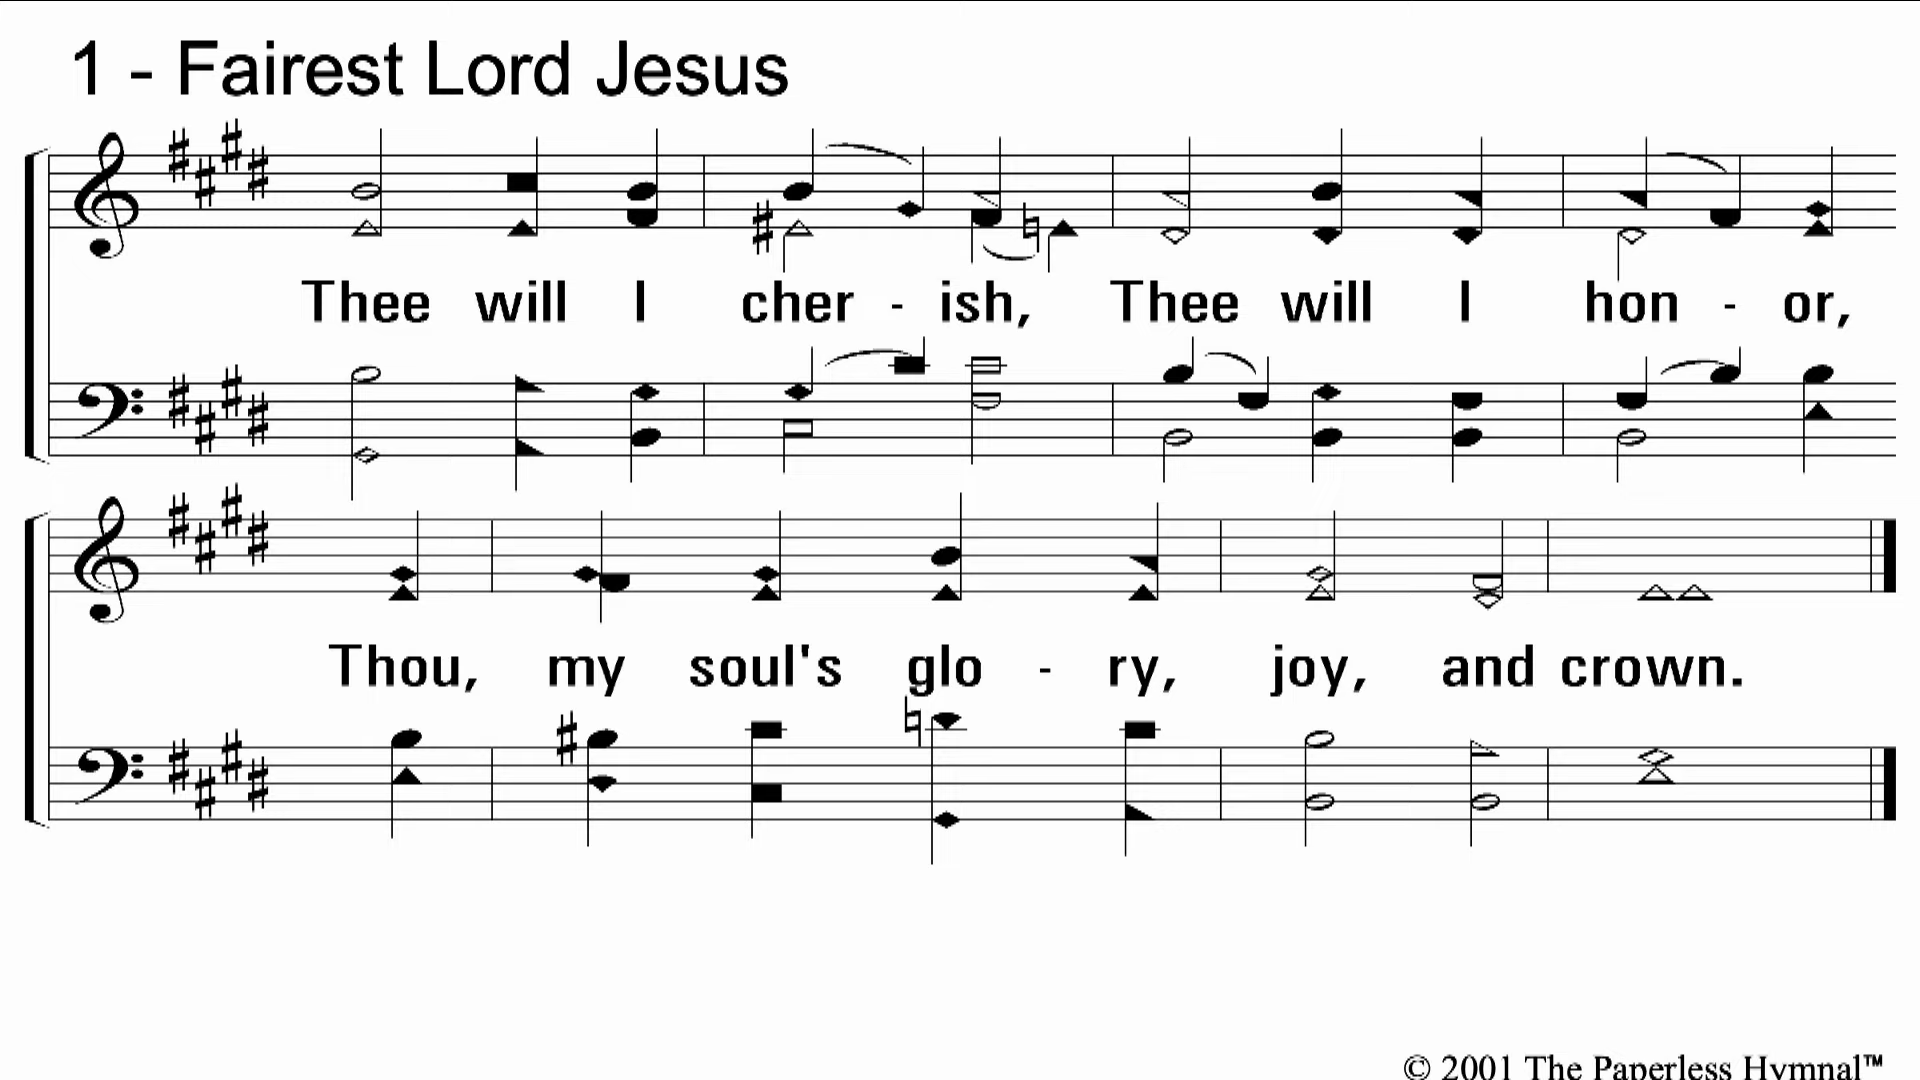 1 - Fairest Lord Jesus
Thee will I cher - ish, Thee will I hon - or,
Thou, my soul's glo - ry, joy, and crown.
© 2001 The Paperless Hymnal™